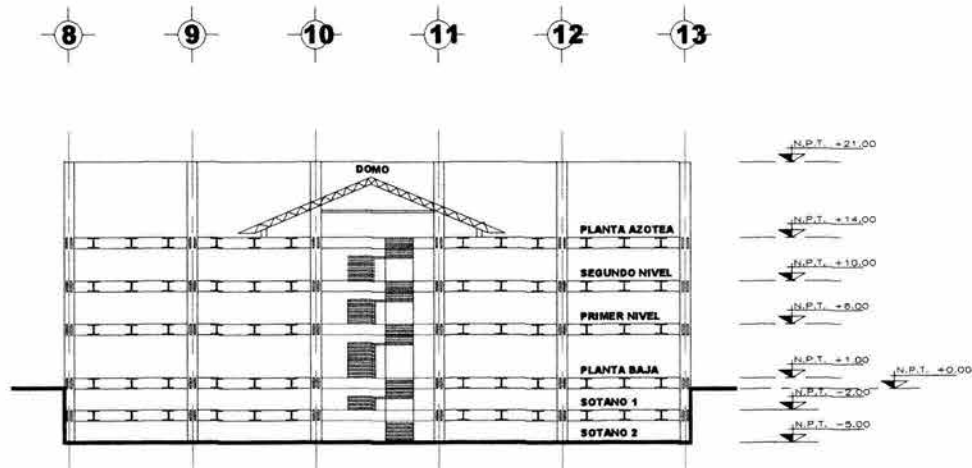 8 9 10 11 12 13
N.P.T. +21.00
DOMO
N.P.T. +14.00
PLANTA AZOTEA
N.P.T. +10.00
SEGUNDO NIVEL
N.P.T. +6.00
PRIMER NIVEL
N.P.T. +1.00
PLANTA BAJA
N.P.T. +0.00
N.P.T. -2.00
SOTANO 1
N.P.T. -5.00
SOTANO 2